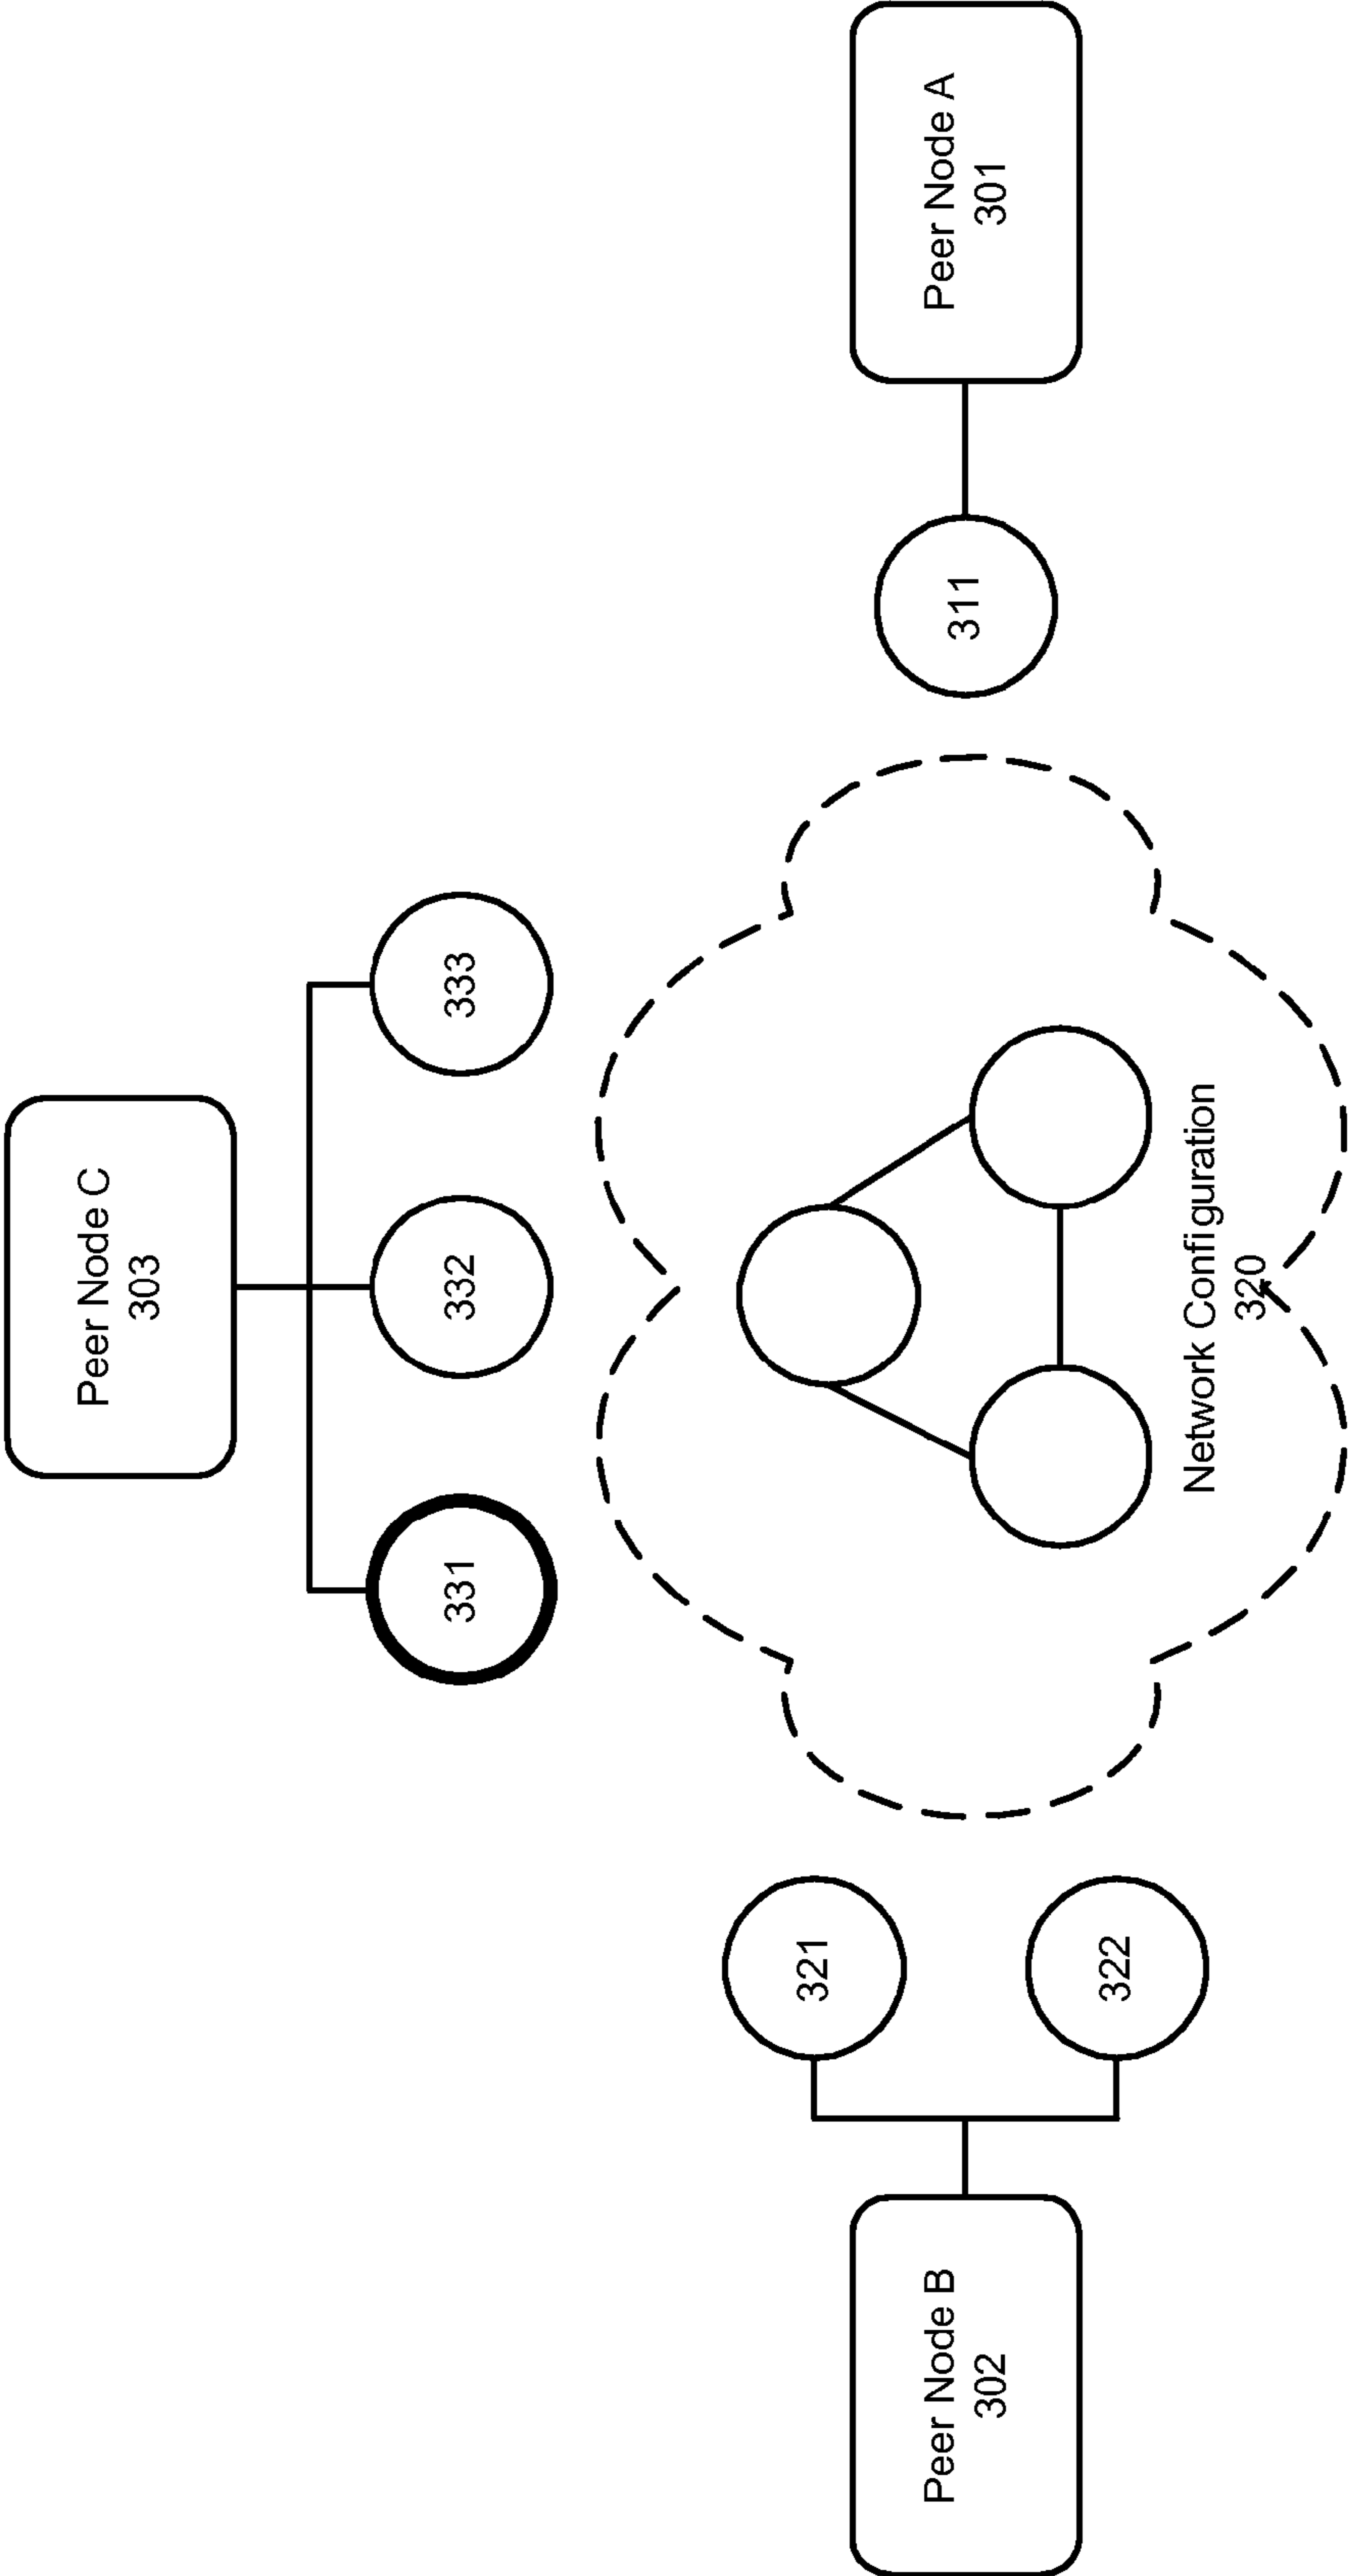 Peer Node C
303
331
332
333
Peer Node B
302
321
322
Network Configuration
320
311
Peer Node A
301